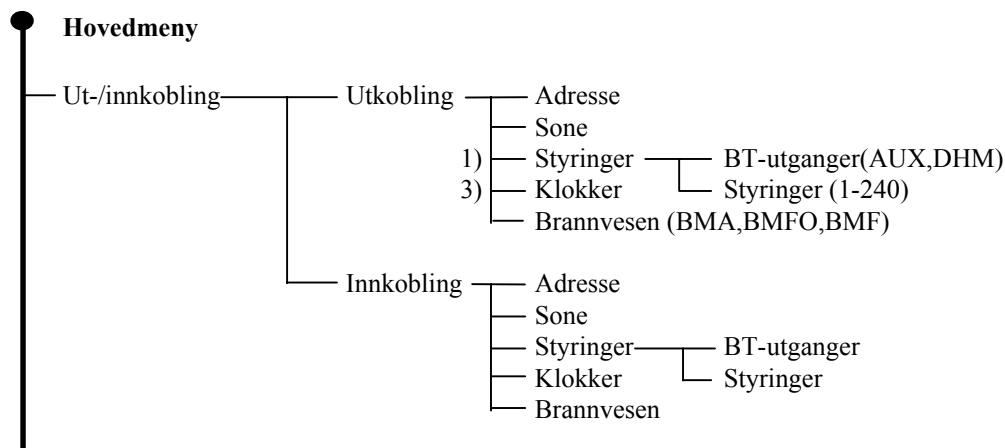 Hovedmeny
Ut-/innkobling Utkobling Adresse
Sone
1) Styringer BT-utganger(AUX,DHM)
3) Klokker Styringer (1-240)
Brannvesen (BMA,BMFO,BMF)
Innkobling Adresse
Sone
Styringer BT-utganger
Klokker Styringer
Brannvesen